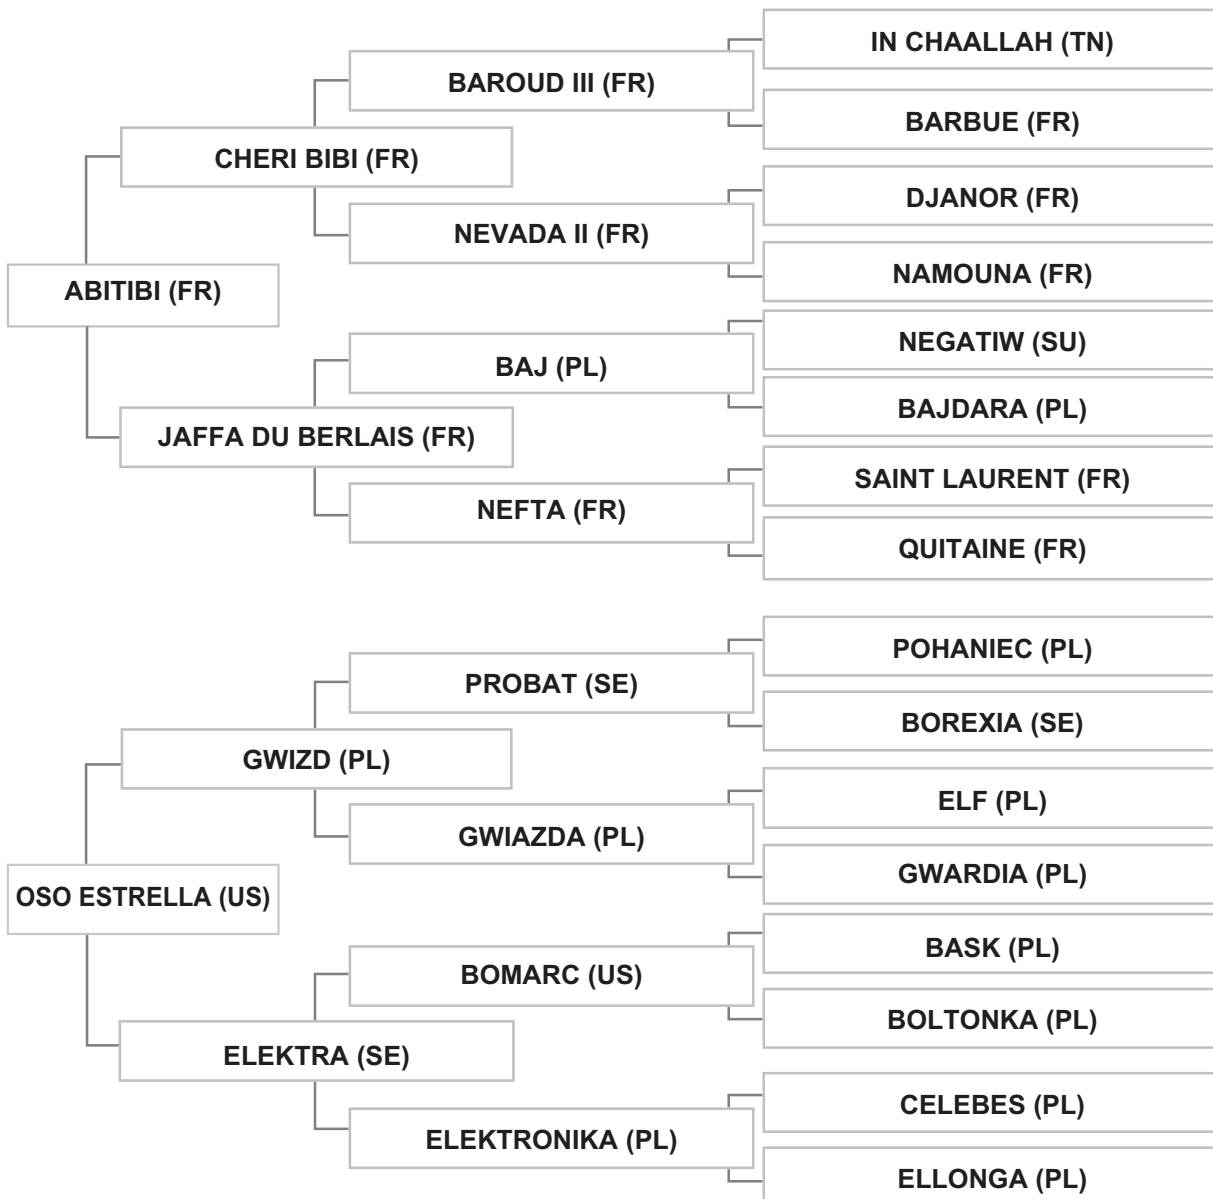 IN CHAALLAH (TN)
BAROUD III (FR)
BARBUE (FR)
CHERI BIBI (FR)
DJANOR (FR)
NEVADA II (FR)
NAMOUNA (FR)
ABITIBI (FR)
NEGATIW (SU)
BAJ (PL)
BAJDARA (PL)
JAFFA DU BERLAIS (FR)
SAINT LAURENT (FR)
NEFTA (FR)
QUITAINE (FR)
POHANIEC (PL)
PROBAT (SE)
BOREXIA (SE)
GWIZD (PL)
ELF (PL)
GWIAZDA (PL)
GWARDIA (PL)
OSO ESTRELLA (US)
BASK (PL)
BOMARC (US)
BOLTONKA (PL)
ELEKTRA (SE)
CELEBES (PL)
ELEKTRONIKA (PL)
ELLONGA (PL)